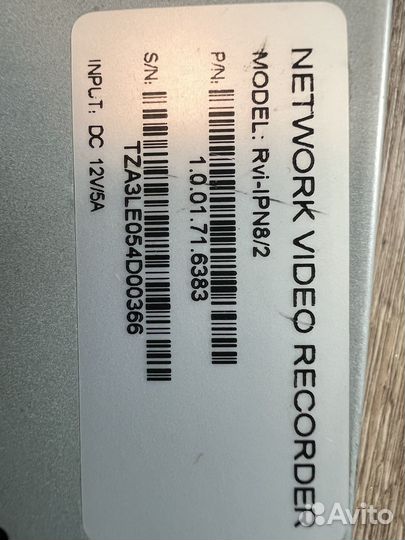 NETWORK VIDEO RECORDER
MODEL: Rvi-IPN8/2
P/N:
1.0.01.71.6383
S/N:
TZA3LE054D00366
INPUT: DC 12V/5A
Avito